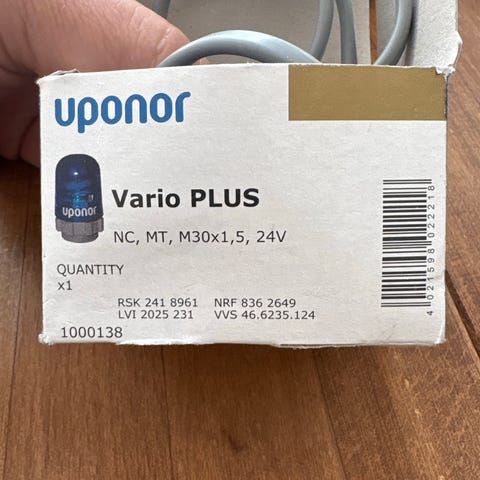 uponor
uponor
Vario PLUS
NC, MT, M30x1,5, 24V
QUANTITY
x1
RSK 241 8961 NRF 836 2649
LVI 2025 231 VVS 46.6235.124
1000138
4 021598 022218